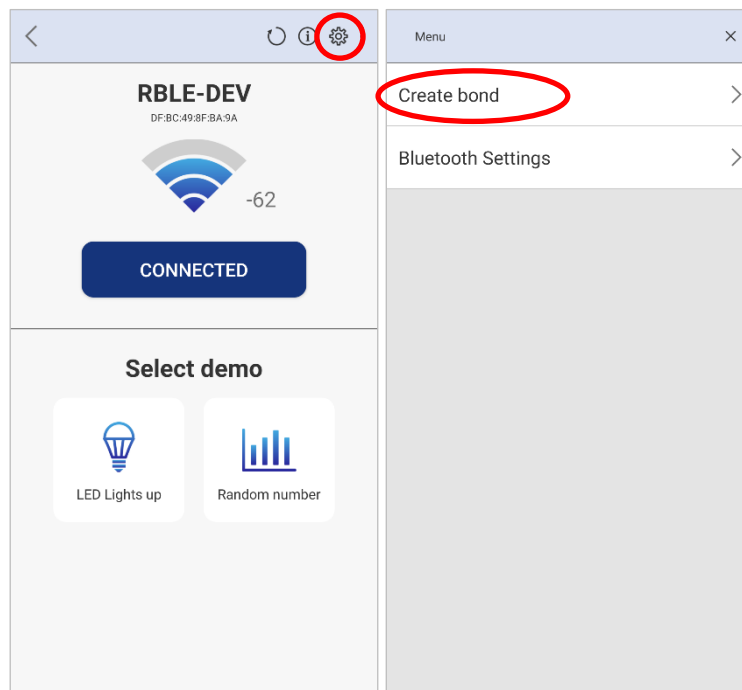 RBLE-DEV
DF:BC:49:8F:BA:9A
-62
CONNECTED
Select demo
LED Lights up
Random number
Menu
Create bond
Bluetooth Settings